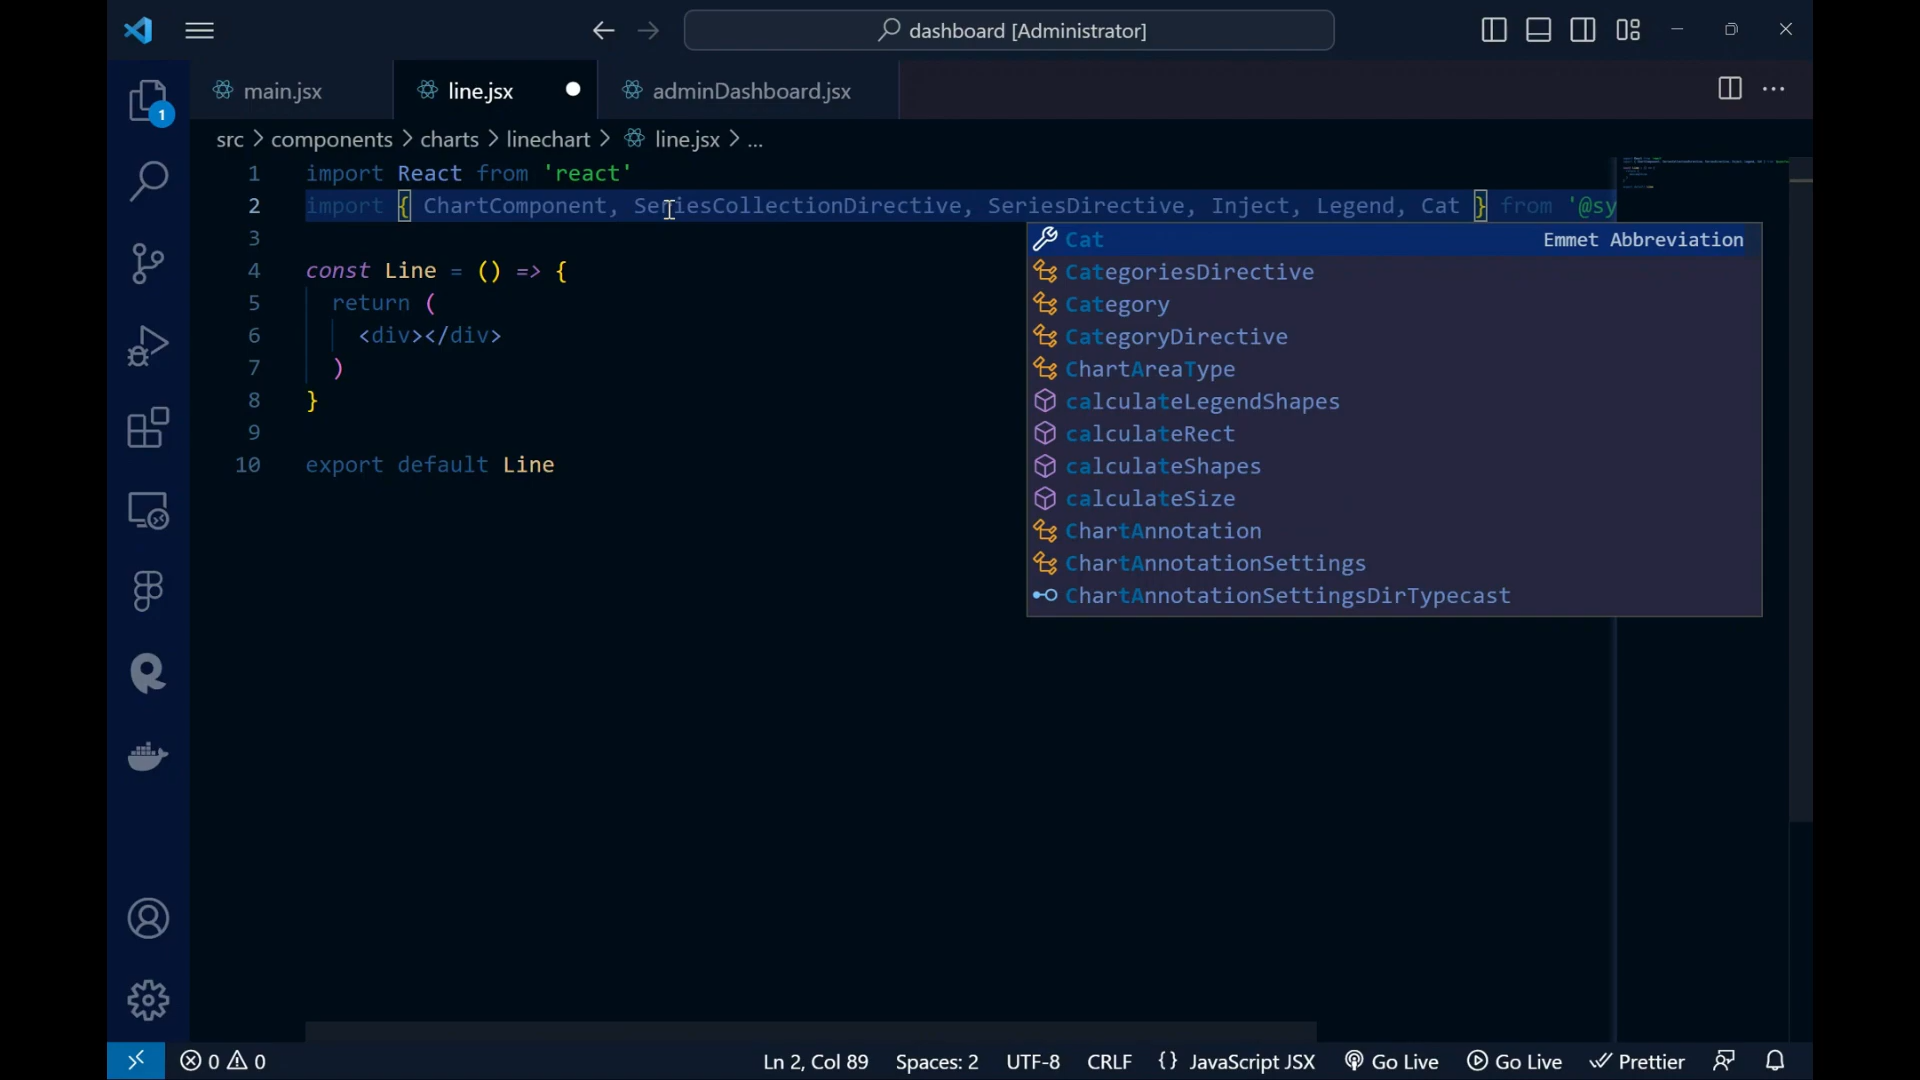 dashboard [Administrator]
main.jsx
line.jsx
adminDashboard.jsx
1
src > components > charts > linechart > line.jsx > ...
1 import React from 'react'
2 import { ChartComponent, SeriesCollectionDirective, SeriesDirective, Inject, Legend, Cat } from '@sy
3
4 const Line = () => {
5 return (
6 <div></div>
7 )
8 }
9
10 export default Line
Cat Emmet Abbreviation
CategoriesDirective
Category
CategoryDirective
ChartAreaType
calculateLegendShapes
calculateRect
calculateShapes
calculateSize
ChartAnnotation
ChartAnnotationSettings
ChartAnnotationSettingsDirTypecast
0 0 Ln 2, Col 89 Spaces: 2 UTF-8 CRLF {} JavaScript JSX Go Live Go Live Prettier